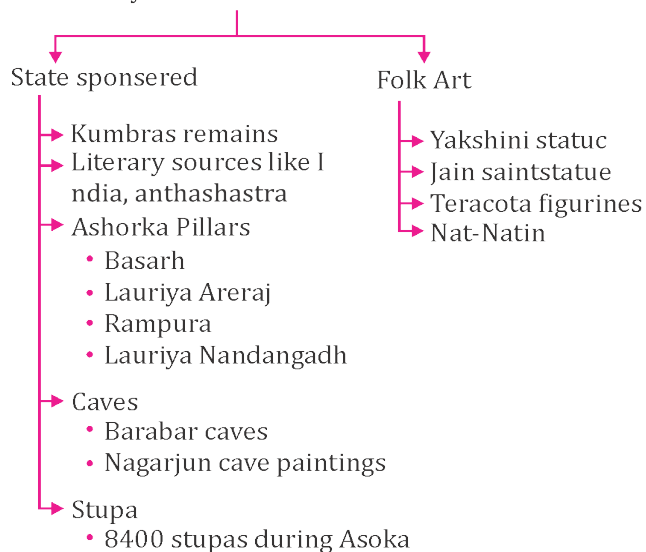 State sponsered
Kumbras remains
Literary sources like I
ndia, anthashastra
Ashorka Pillars
• Basarh
• Lauriya Areraj
• Rampura
• Lauriya Nandangadh
Caves
• Barabar caves
• Nagarjun cave paintings
Stupa
• 8400 stupas during Asoka
Folk Art
Yakshini statuc
Jain saintstatue
Teracota figurines
Nat-Natin